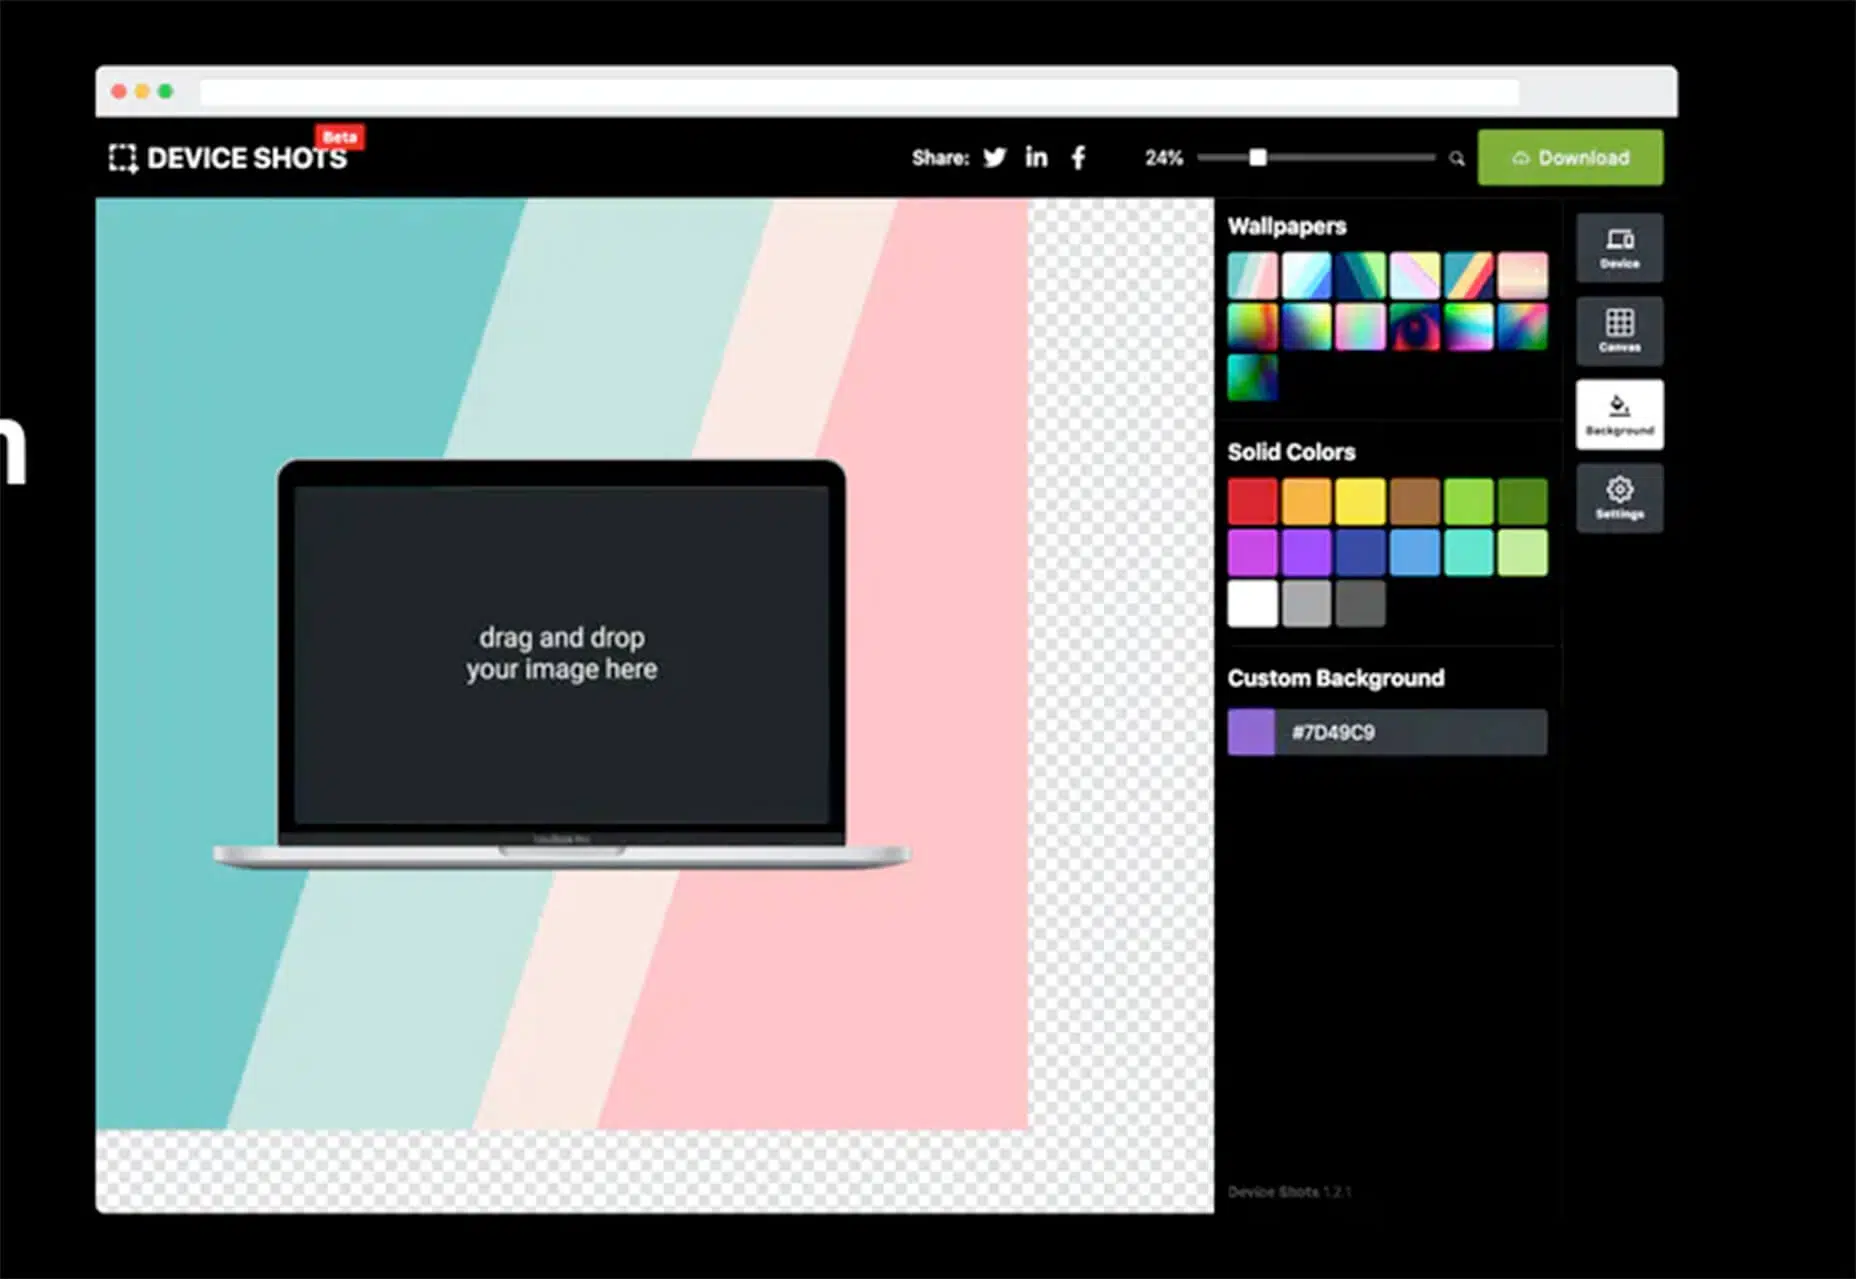 DEVICE SHOTS
Beta
Share:
24%
Download
n
Wallpapers
Solid Colors
Custom Background
#7D49C9
Device
Canvas
Background
Settings
drag and drop
your image here
Device Shots 1.2.1